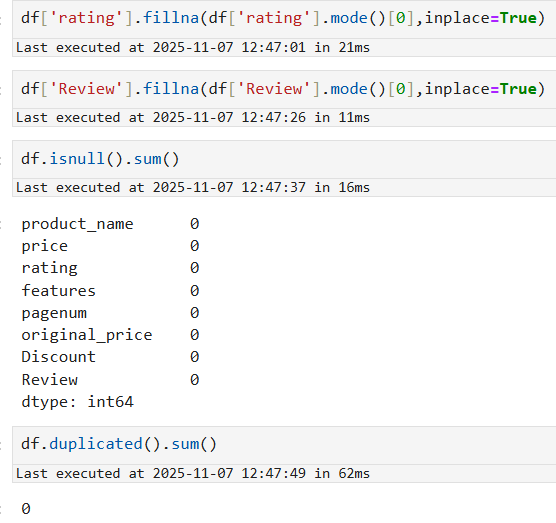 df['rating'].fillna(df['rating'].mode()[0],inplace=True)
Last executed at 2025-11-07 12:47:01 in 21ms
df['Review'].fillna(df['Review'].mode()[0],inplace=True)
Last executed at 2025-11-07 12:47:26 in 11ms
df.isnull().sum()
Last executed at 2025-11-07 12:47:37 in 16ms
product_name 0
price 0
rating 0
features 0
pagenum 0
original_price 0
Discount 0
Review 0
dtype: int64
df.duplicated().sum()
Last executed at 2025-11-07 12:47:49 in 62ms
0